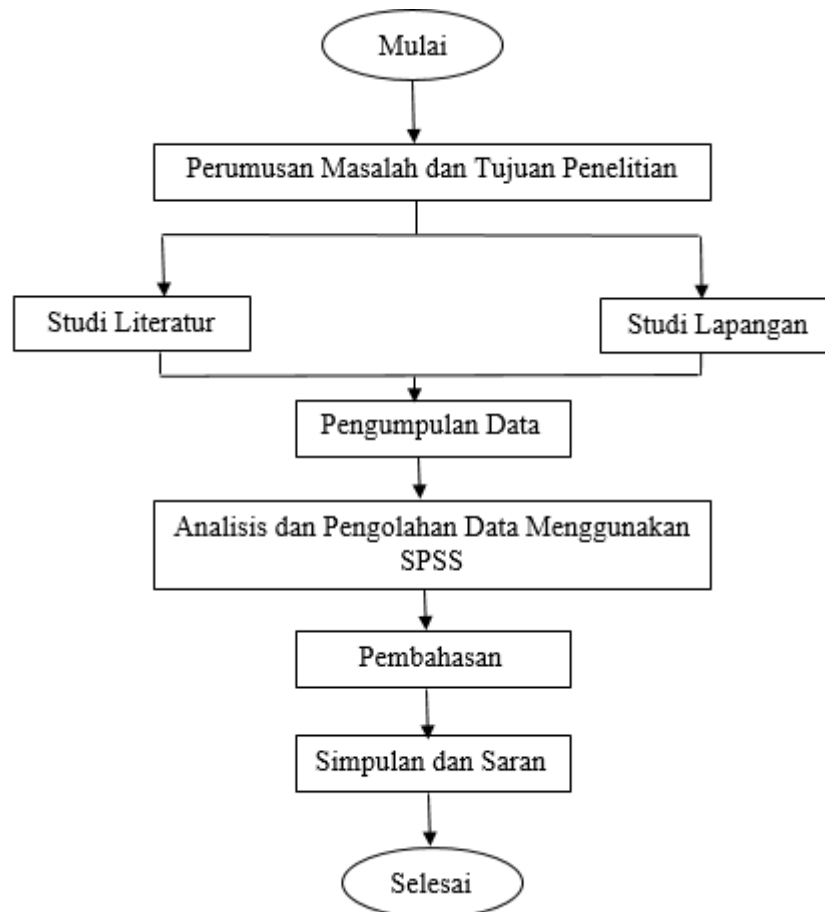 Mulai
Perumusan Masalah dan Tujuan Penelitian
Studi Literatur
Studi Lapangan
Pengumpulan Data
Analisis dan Pengolahan Data Menggunakan
SPSS
Pembahasan
Simpulan dan Saran
Selesai